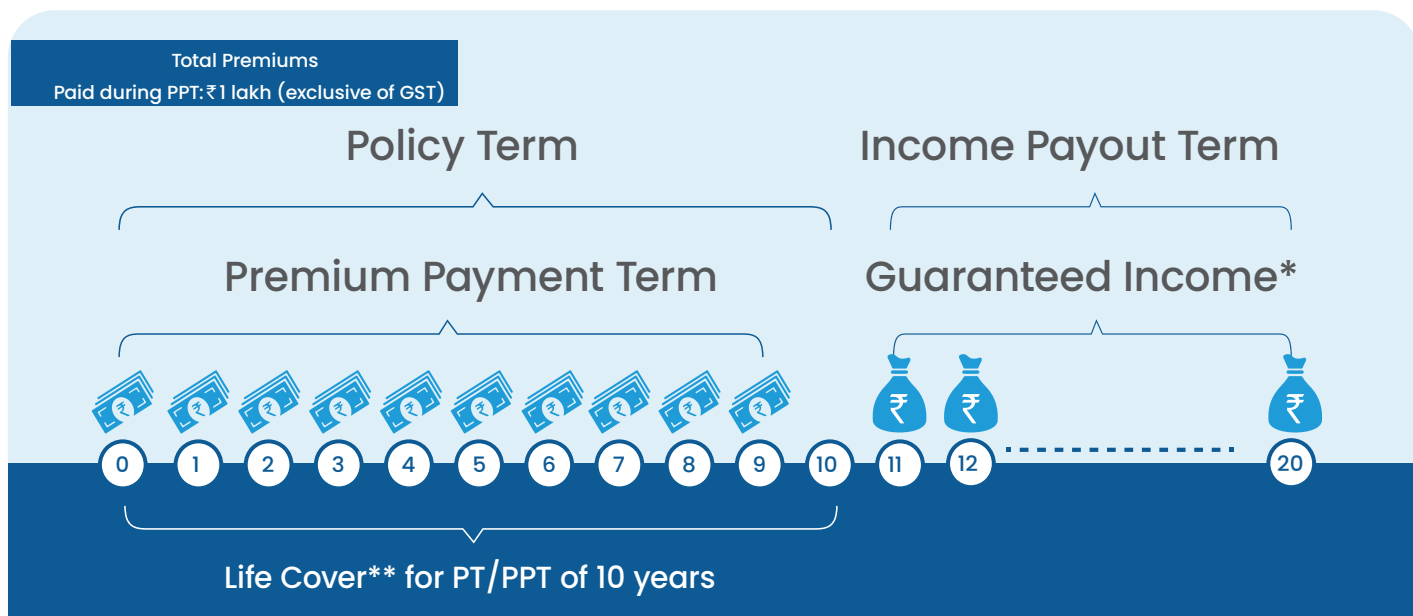 Total Premiums
Paid during PPT:₹1 lakh (exclusive of GST)
Policy Term
Income Payout Term
Premium Payment Term
Guaranteed Income*
₹ ₹ ₹ ₹ ₹ ₹ ₹ ₹ ₹ ₹ ₹ ₹ ₹
0 1 2 3 4 5 6 7 8 9 10 11 12 20
Life Cover** for PT/PPT of 10 years